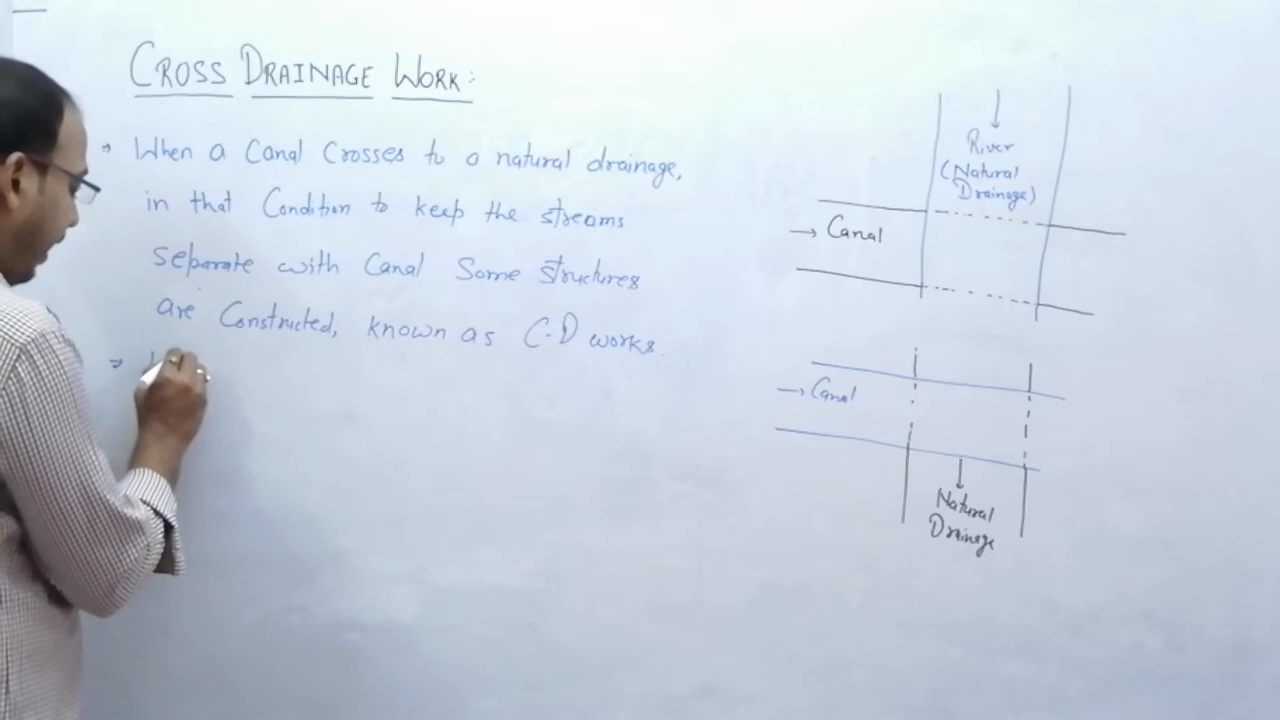 CROSS DRAINAGE WORK:
When a Canal Crosses to a natural drainage,
in that Condition to keep the streams
separate with Canal Some structures
are Constructed, known as C-D works.
River
(Natural
Drainage)
Canal
Canal
Natural
Drainage